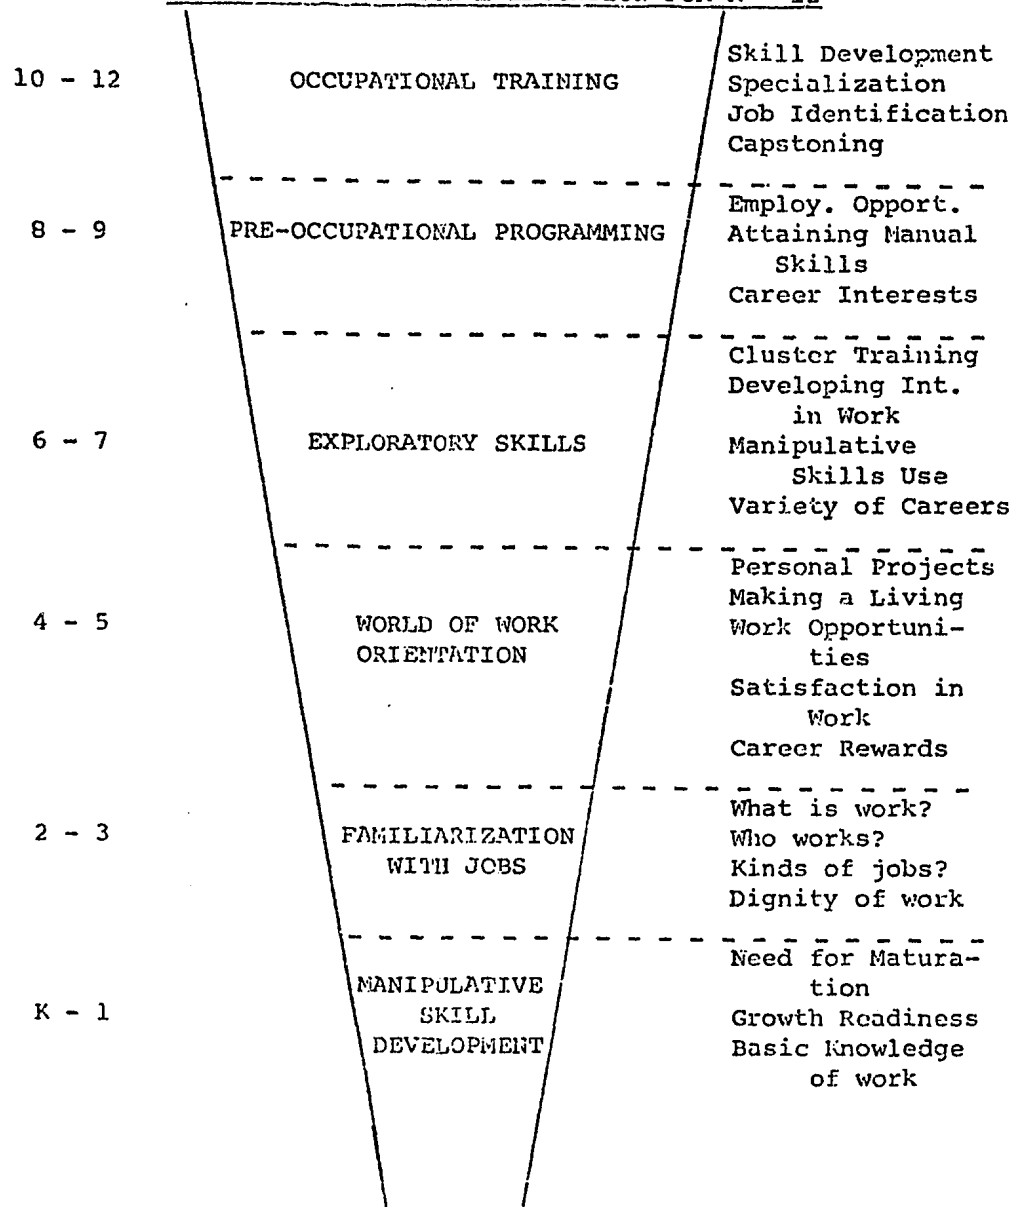 10 - 12
OCCUPATIONAL TRAINING
Skill Development
Specialization
Job Identification
Capstoning
8 - 9
PRE-OCCUPATIONAL PROGRAMMING
Employ. Opport.
Attaining Manual
Skills
Career Interests
6 - 7
EXPLORATORY SKILLS
Cluster Training
Developing Int.
in Work
Manipulative
Skills Use
Variety of Careers
4 - 5
WORLD OF WORK
ORIENTATION
Personal Projects
Making a Living
Work Opportuni-
ties
Satisfaction in
Work
Career Rewards
2 - 3
FAMILIARIZATION
WITH JOBS
What is work?
Who works?
Kinds of jobs?
Dignity of work
K - 1
MANIPULATIVE
SKILL
DEVELOPMENT
Need for Matura-
tion
Growth Readiness
Basic Knowledge
of work